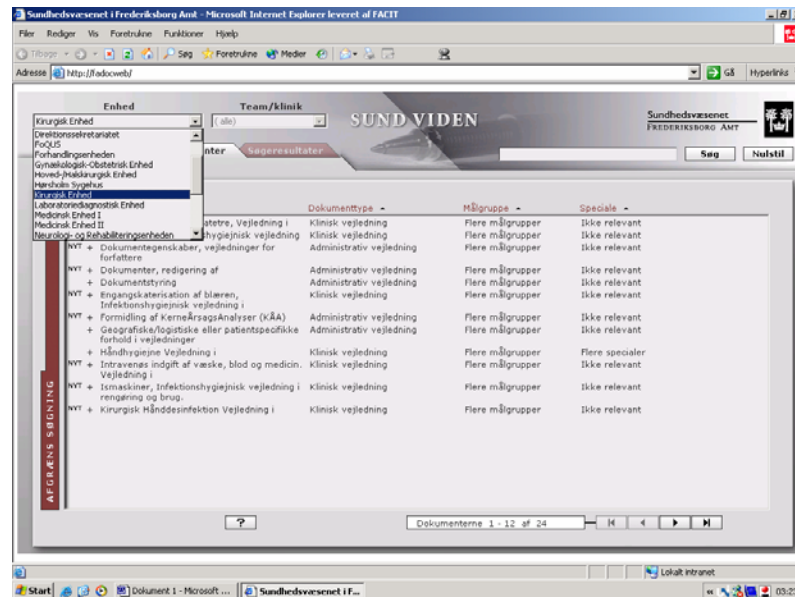 Sundhedsvæsenet i Frederiksborg Amt - Microsoft Internet Explorer leveret af FACIT
Filer Rediger Vis Foretrukne Funktioner Hjælp
Tilbage Søg Foretrukne Medier
Adresse http://fadocweb/ Gå Hyperlinks
Enhed Team/klinik
Kirurgisk Enhed (alle) SUND VIDEN Sundhedsvæsenet
FREDERIKSBORG AMT
Direktionssekretariatet
FoQUS
Forhandlingsenheden
Gynækologisk-Obstetrisk Enhed
Hoved-/Halskirurgisk Enhed
Hørsholm Sygehus
Kirurgisk Enhed
Laboratoriediagnostisk Enhed
Medicinsk Enhed I
Medicinsk Enhed II
Neurologi- og Rehabiliteringsenheden
nter Søgeresultater Søg Nulstil
Dokumenttype Målgruppe Speciale
atetre, Vejledning i Klinisk vejledning Flere målgrupper Ikke relevant
shygiejnisk vejledning Klinisk vejledning Flere målgrupper Ikke relevant
NYT + Dokumentegenskaber, vejledninger for Administrativ vejledning Flere målgrupper Ikke relevant
forfattere
NYT + Dokumenter, redigering af Administrativ vejledning Flere målgrupper Ikke relevant
+ Dokumentstyring Administrativ vejledning Flere målgrupper Ikke relevant
NYT + Engangskaterisation af blæren, Klinisk vejledning Flere målgrupper Ikke relevant
Infektionshygiejnisk vejledning i
NYT + Formidling af KerneÅrsagsAnalyser (KÅA) Administrativ vejledning Flere målgrupper Ikke relevant
+ Geografiske/logistiske eller patientspecifikke Administrativ vejledning Flere målgrupper Ikke relevant
forhold i vejledninger
+ Håndhygiejne Vejledning i Klinisk vejledning Flere målgrupper Flere specialer
NYT + Intravenøs indgift af væske, blod og medicin. Klinisk vejledning Flere målgrupper Ikke relevant
Vejledning i
NYT + Ismaskiner, Infektionshygiejnisk vejledning i Klinisk vejledning Flere målgrupper Ikke relevant
rengøring og brug.
NYT + Kirurgisk Hånddesinfektion Vejledning i Klinisk vejledning Flere målgrupper Ikke relevant
AFGRÆNS SØGNING
? Dokumenterne 1 - 12 af 24
Lokalt intranet
Start Dokument 1 - Microsoft ... Sundhedsvæsenet i F...